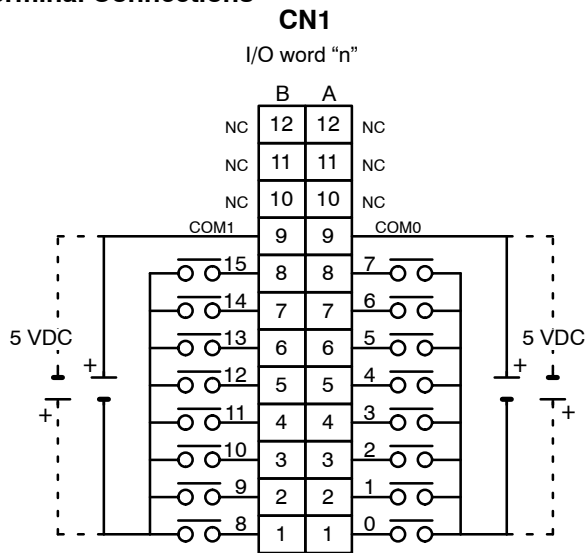 CN1
I/O word “n”
B A
NC 12 12 NC
NC 11 11 NC
NC 10 10 NC
COM1 9 9 COM0
15 8 8 7
14 7 7 6
5 VDC 13 6 6 5 5 VDC
+ 12 5 5 4 +
+ 11 4 4 3 +
10 3 3 2
9 2 2 1
8 1 1 0